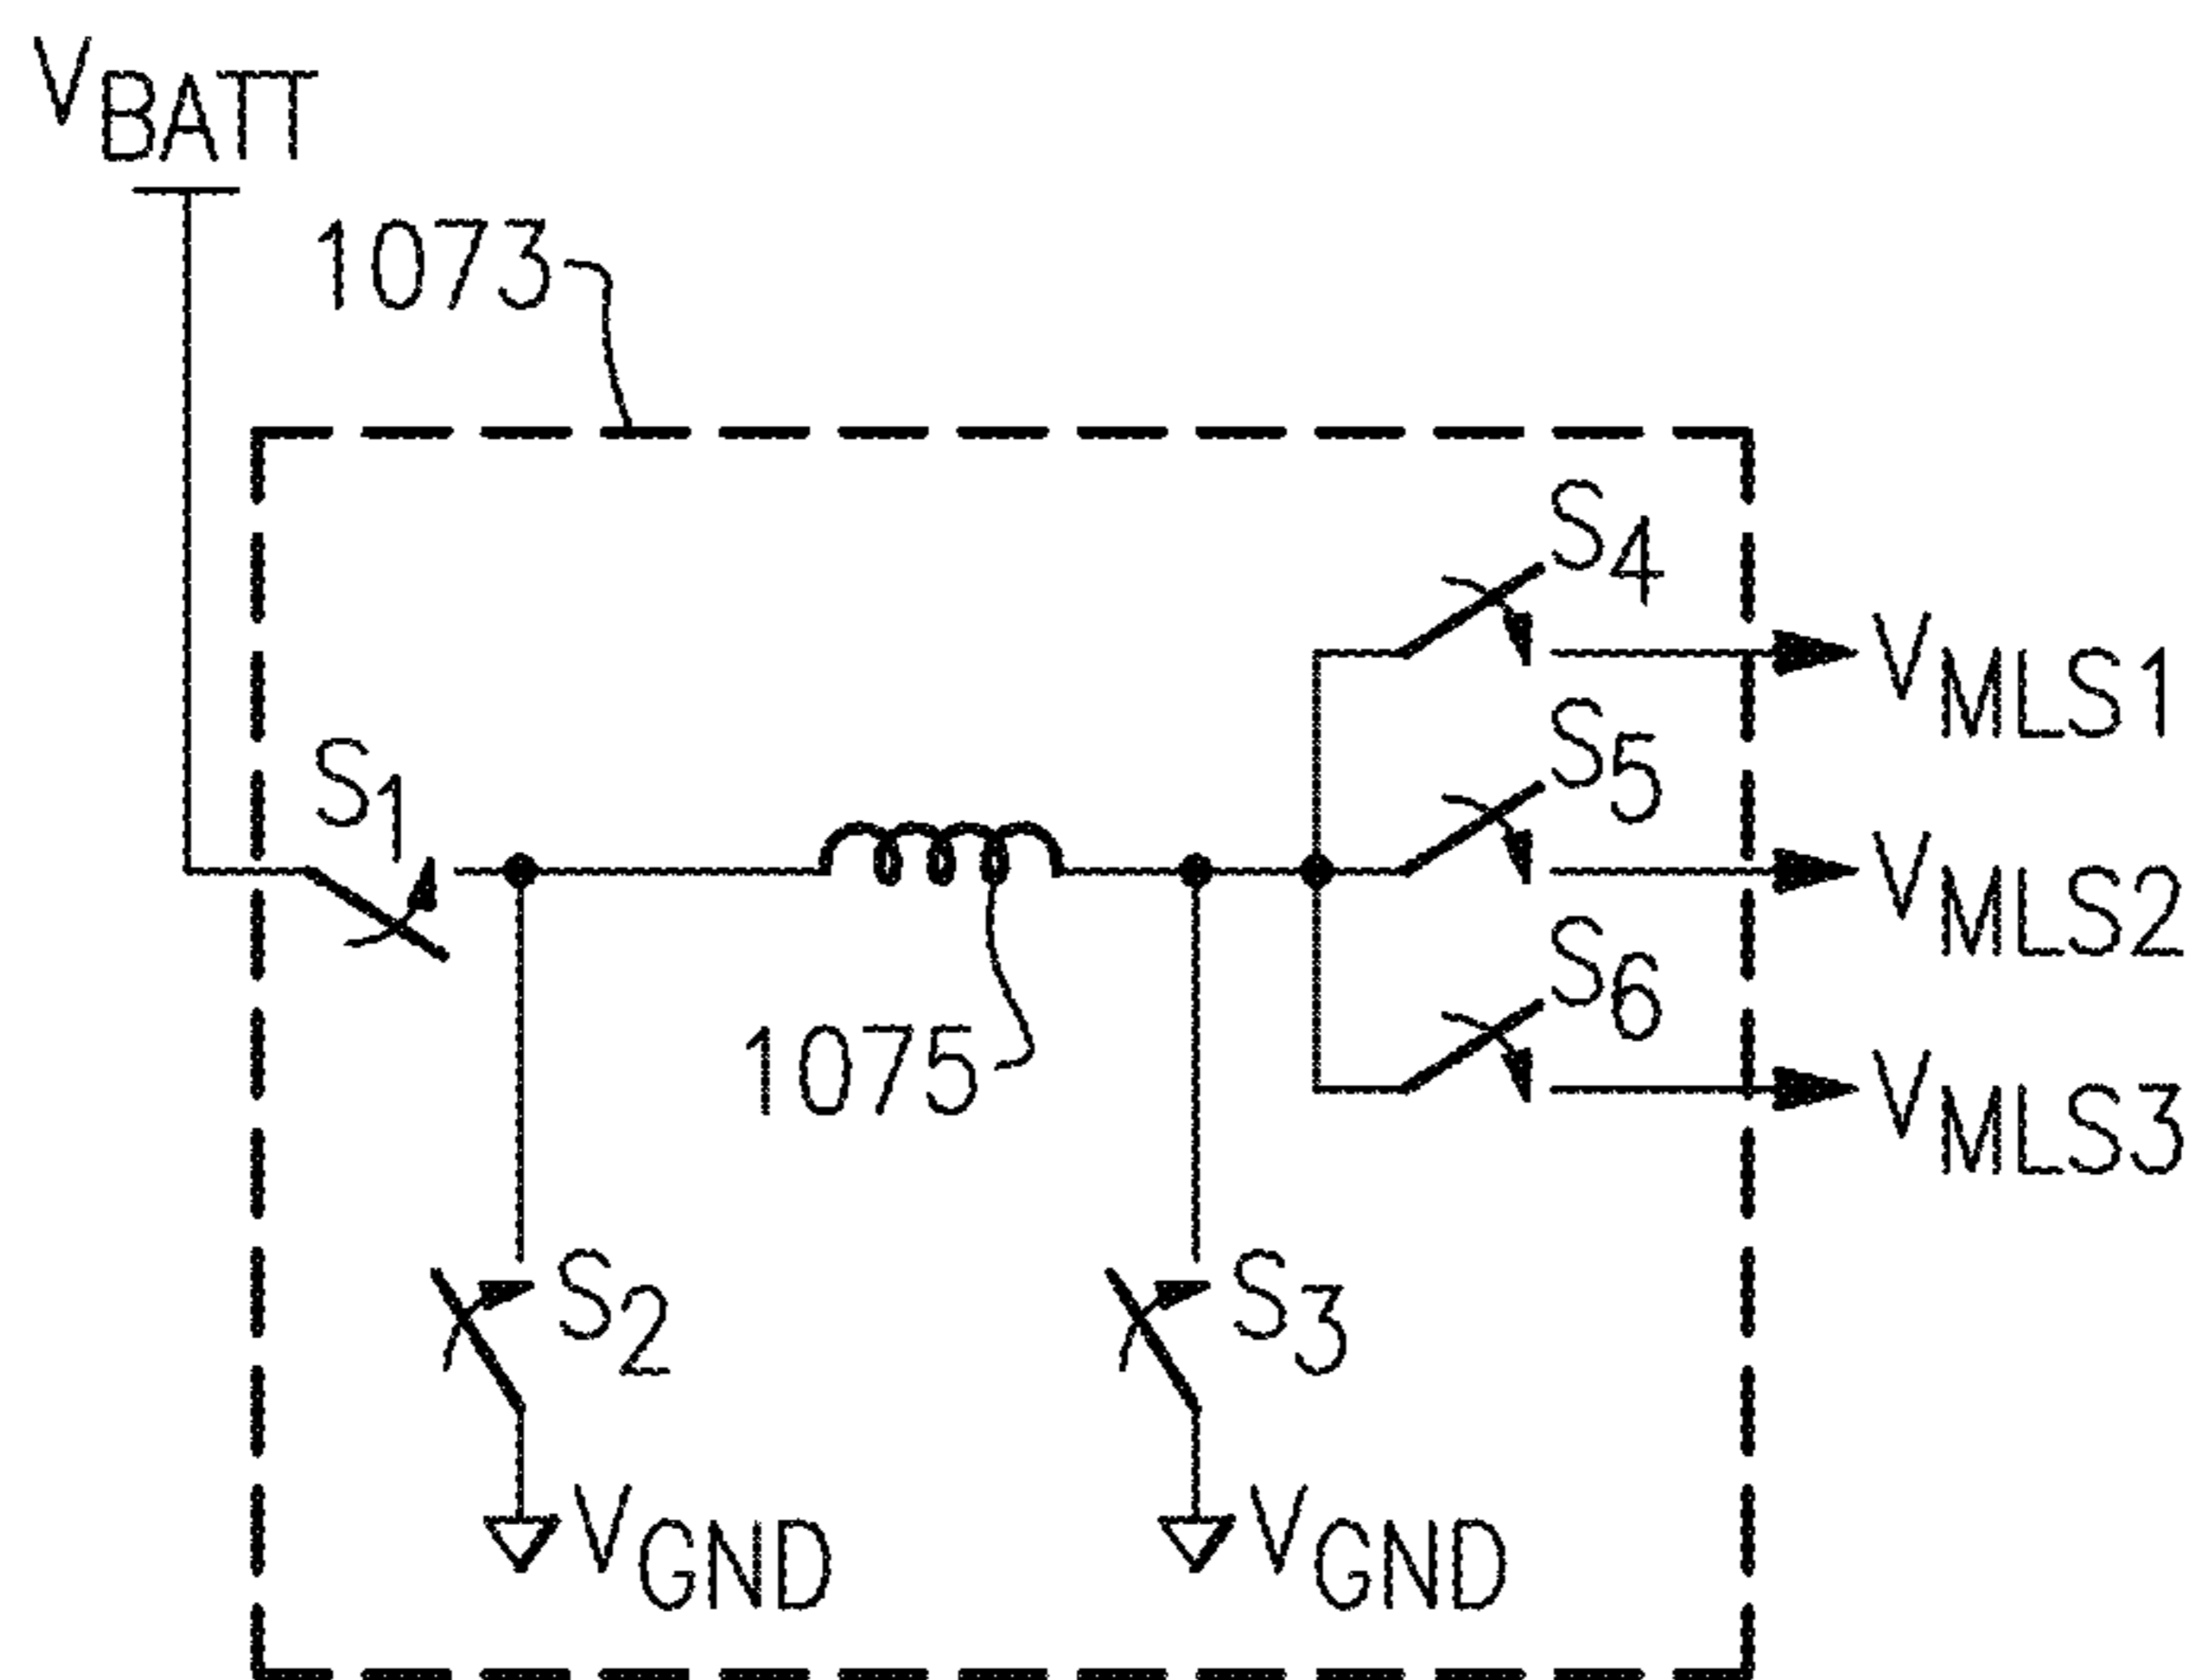 VBATT
1073
S4
VMLS1
S5
S1
VMLS2
S6
1075
VMLS3
S2
S3
VGND
VGND